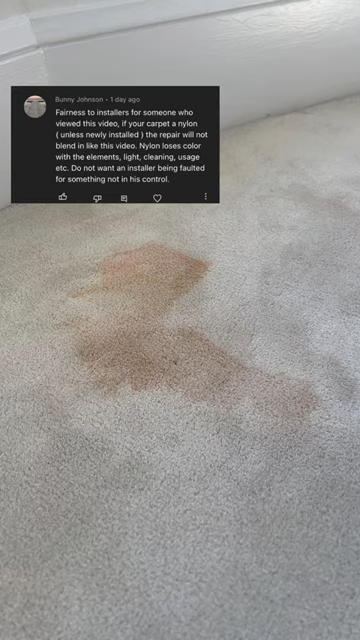 Bunny Johnson • 1 day ago
Fairness to installers for someone who
viewed this video, if your carpet a nylon
( unless newly installed ) the repair will not
blend in like this video. Nylon loses color
with the elements, light, cleaning, usage
etc. Do not want an installer being faulted
for something not in his control.